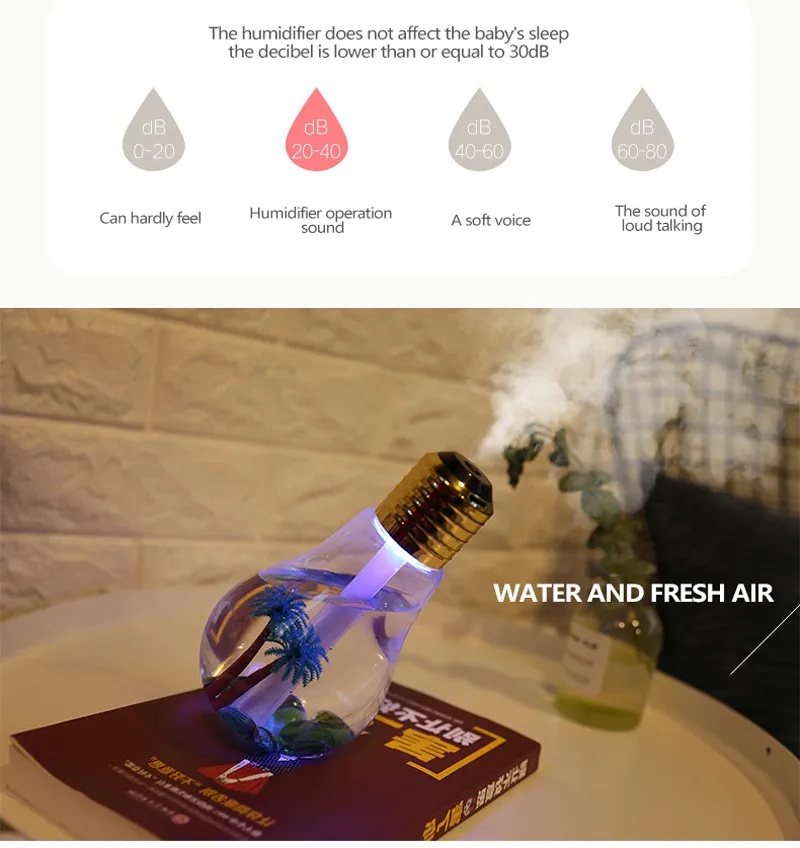 The humidifier does not affect the baby's sleep
the decibel is lower than or equal to 30dB
dB
0-20
dB
20-40
dB
40-60
dB
60-80
Can hardly feel
Humidifier operation
sound
A soft voice
The sound of
loud talking
WATER AND FRESH AIR